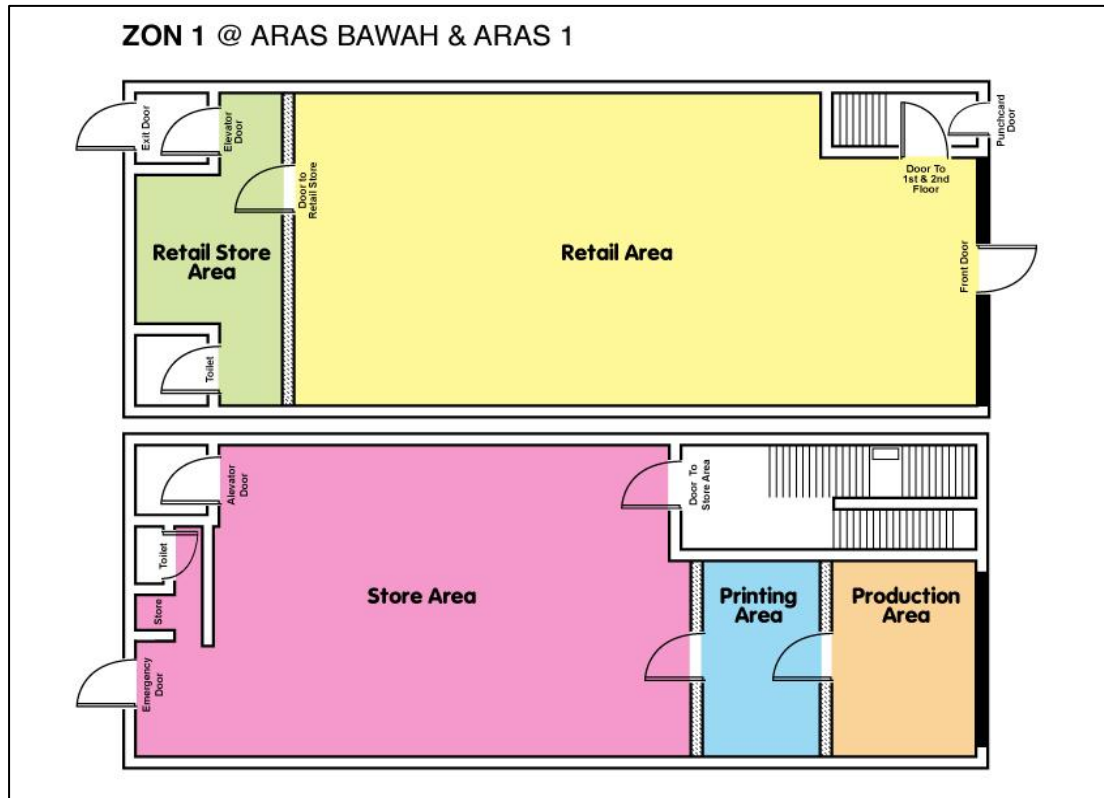 ZON 1 @ ARAS BAWAH & ARAS 1
Exit Door
Elevator
Door
Door to
Retail Store
Punchcard
Door
Door To
1st & 2nd
Floor
Retail Store
Area
Retail Area
Front Door
Toilet
Alevator
Door
Door To
Store Area
Toilet
Store Area
Printing
Area
Production
Area
Store
Emergency
Door